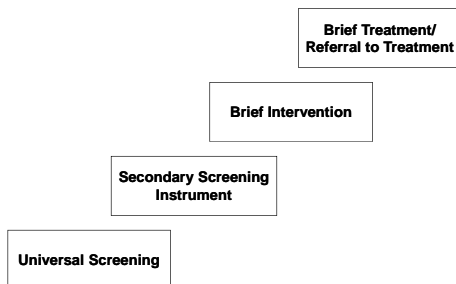 Brief Treatment/
Referral to Treatment
Brief Intervention
Secondary Screening
Instrument
Universal Screening